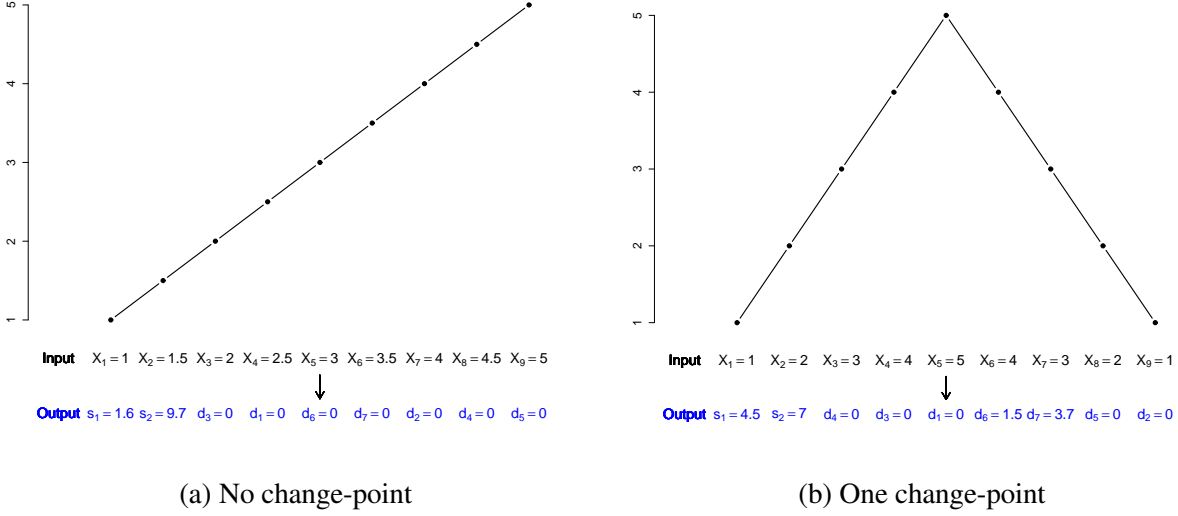 5
4
3
2
1
Input X₁ = 1 X₂ = 1.5 X₃ = 2 X₄ = 2.5 X₅ = 3 X₆ = 3.5 X₇ = 4 X₈ = 4.5 X₉ = 5
Output s₁ = 1.6 s₂ = 9.7 d₃ = 0 d₁ = 0 d₆ = 0 d₇ = 0 d₂ = 0 d₄ = 0 d₅ = 0
(a) No change-point
5
4
3
2
1
Input X₁ = 1 X₂ = 2 X₃ = 3 X₄ = 4 X₅ = 5 X₆ = 4 X₇ = 3 X₈ = 2 X₉ = 1
Output s₁ = 4.5 s₂ = 7 d₄ = 0 d₃ = 0 d₁ = 0 d₆ = 1.5 d₇ = 3.7 d₅ = 0 d₂ = 0
(b) One change-point